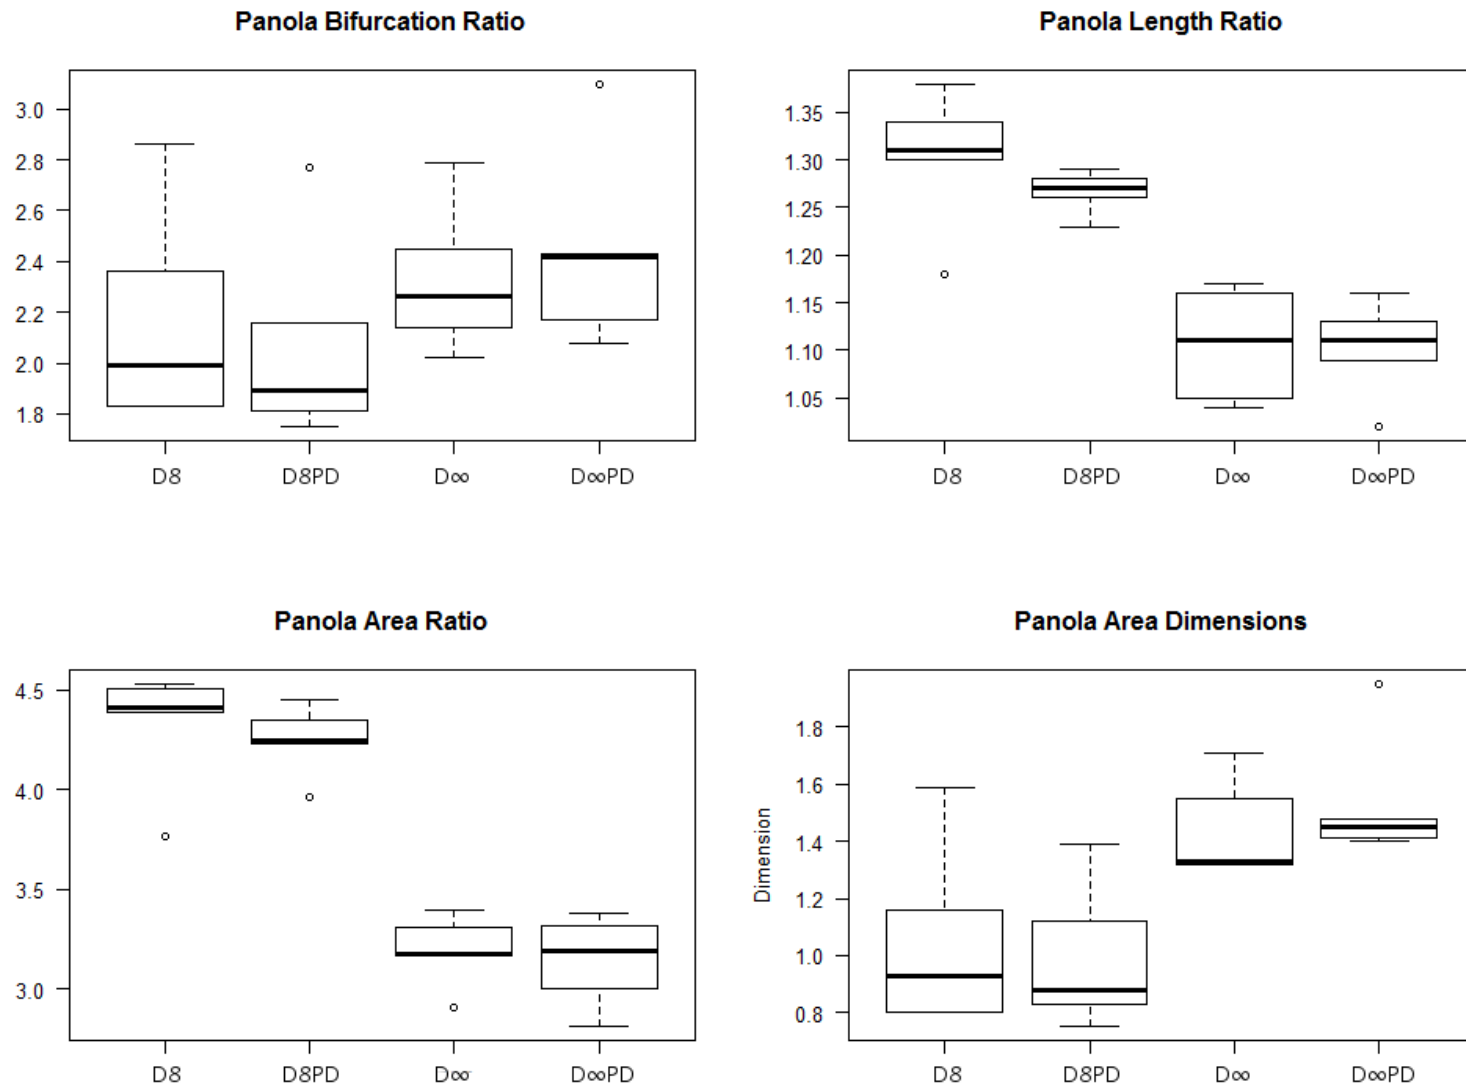 Panola Bifurcation Ratio
3.0
2.8
2.6
2.4
2.2
2.0
1.8
D8 D8PD D∞ D∞PD
Panola Length Ratio
1.35
1.30
1.25
1.20
1.15
1.10
1.05
D8 D8PD D∞ D∞PD
Panola Area Ratio
4.5
4.0
3.5
3.0
D8 D8PD D∞ D∞PD
Panola Area Dimensions
Dimension
1.8
1.6
1.4
1.2
1.0
0.8
D8 D8PD D∞ D∞PD